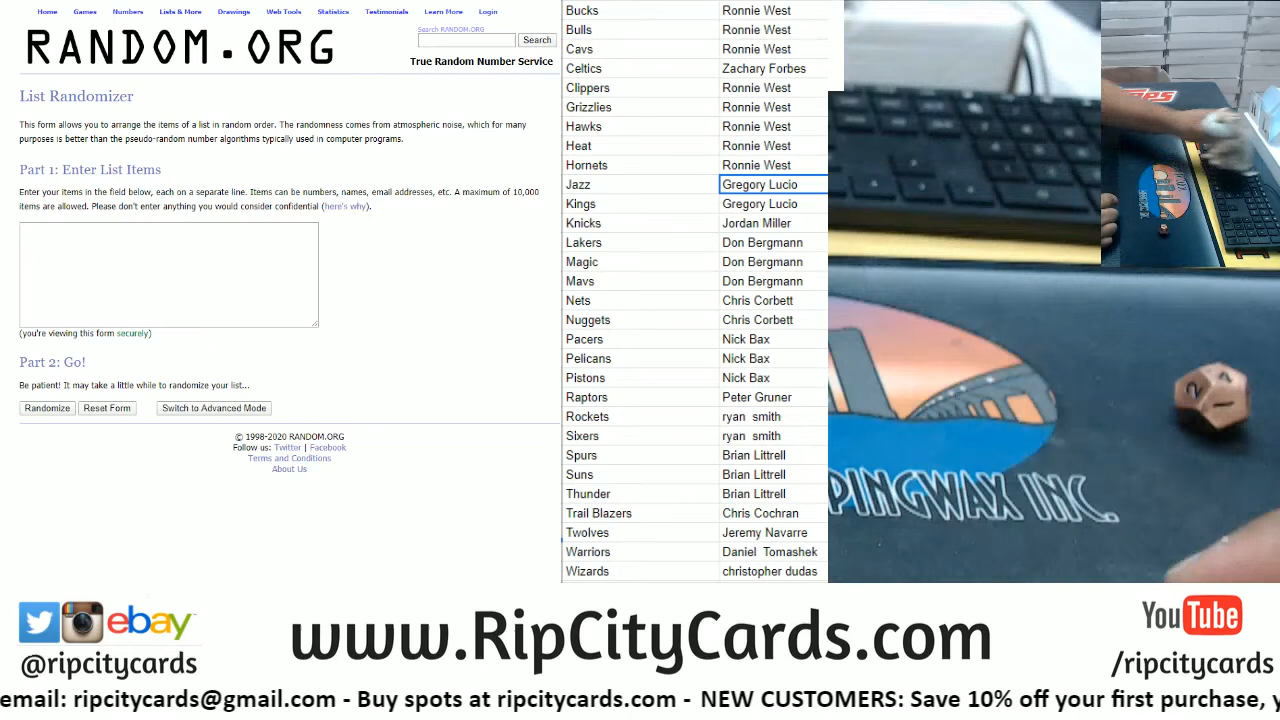 Home Games Numbers Lists & More Drawings Web Tools Statistics Testimonials Learn More Login
RANDOM.ORG
Search RANDOM.ORG
Search
True Random Number Service
List Randomizer
This form allows you to arrange the items of a list in random order. The randomness comes from atmospheric noise, which for many
purposes is better than the pseudo-random number algorithms typically used in computer programs.
Part 1: Enter List Items
Enter your items in the field below, each on a separate line. Items can be numbers, names, email addresses, etc. A maximum of 10,000
items are allowed. Please don't enter anything you would consider confidential (here's why).
(you're viewing this form securely)
Part 2: Go!
Be patient! It may take a little while to randomize your list...
Randomize Reset Form Switch to Advanced Mode
© 1998-2020 RANDOM.ORG
Follow us: Twitter | Facebook
Terms and Conditions
About Us
Bucks Ronnie West
Bulls Ronnie West
Cavs Ronnie West
Celtics Zachary Forbes
Clippers Ronnie West
Grizzlies Ronnie West
Hawks Ronnie West
Heat Ronnie West
Hornets Ronnie West
Jazz Gregory Lucio
Kings Gregory Lucio
Knicks Jordan Miller
Lakers Don Bergmann
Magic Don Bergmann
Mavs Don Bergmann
Nets Chris Corbett
Nuggets Chris Corbett
Pacers Nick Bax
Pelicans Nick Bax
Pistons Nick Bax
Raptors Peter Gruner
Rockets ryan smith
Sixers ryan smith
Spurs Brian Littrell
Suns Brian Littrell
Thunder Brian Littrell
Trail Blazers Chris Cochran
Twolves Jeremy Navarre
Warriors Daniel Tomashek
Wizards christopher dudas
2
1
PINGWAX INC.
ebay
@ripcitycards
www.RipCityCards.com
YouTube
/ripcitycards
email: ripcitycards@gmail.com - Buy spots at ripcitycards.com - NEW CUSTOMERS: Save 10% off your first purchase, y